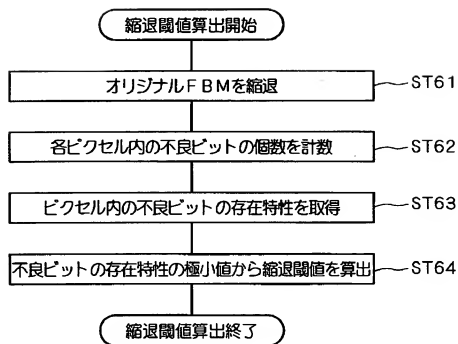 縮退閾値算出開始
オリジナルFBMを縮退 ST61
各ピクセル内の不良ビットの個数を計数 ST62
ピクセル内の不良ビットの存在特性を取得 ST63
不良ビットの存在特性の極小値から縮退閾値を算出 ST64
縮退閾値算出終了